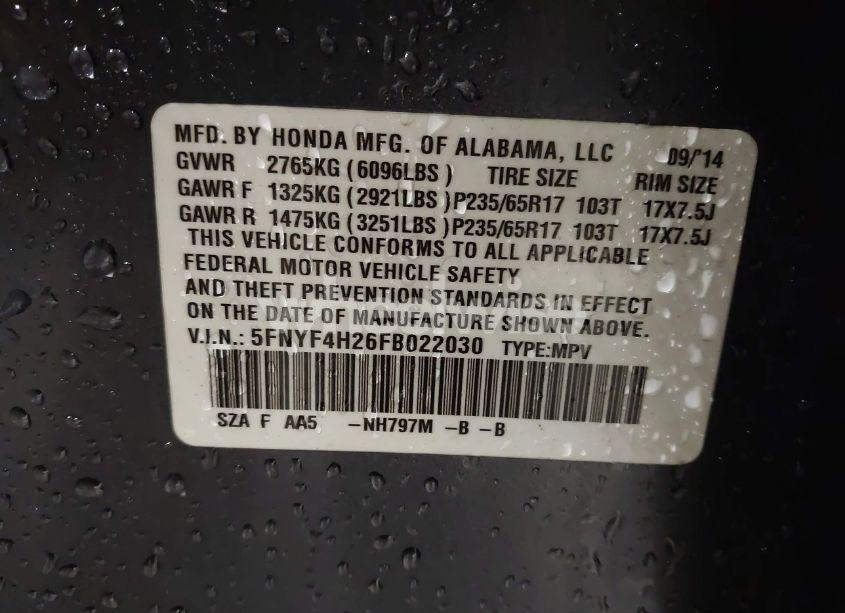 MFD. BY HONDA MFG. OF ALABAMA, LLC 09/'14
GVWR 2765KG ( 6096LBS ) TIRE SIZE RIM SIZE
GAWR F 1325KG ( 2921LBS ) P235/65R17 103T 17X7.5J
GAWR R 1475KG ( 3251LBS ) P235/65R17 103T 17X7.5J
THIS VEHICLE CONFORMS TO ALL APPLICABLE
FEDERAL MOTOR VEHICLE SAFETY
AND THEFT PREVENTION STANDARDS IN EFFECT
ON THE DATE OF MANUFACTURE SHOWN ABOVE.
V.I.N.: 5FNYF4H26FB022030 TYPE:MPV
SZA F AA5 -NH797M -B -B